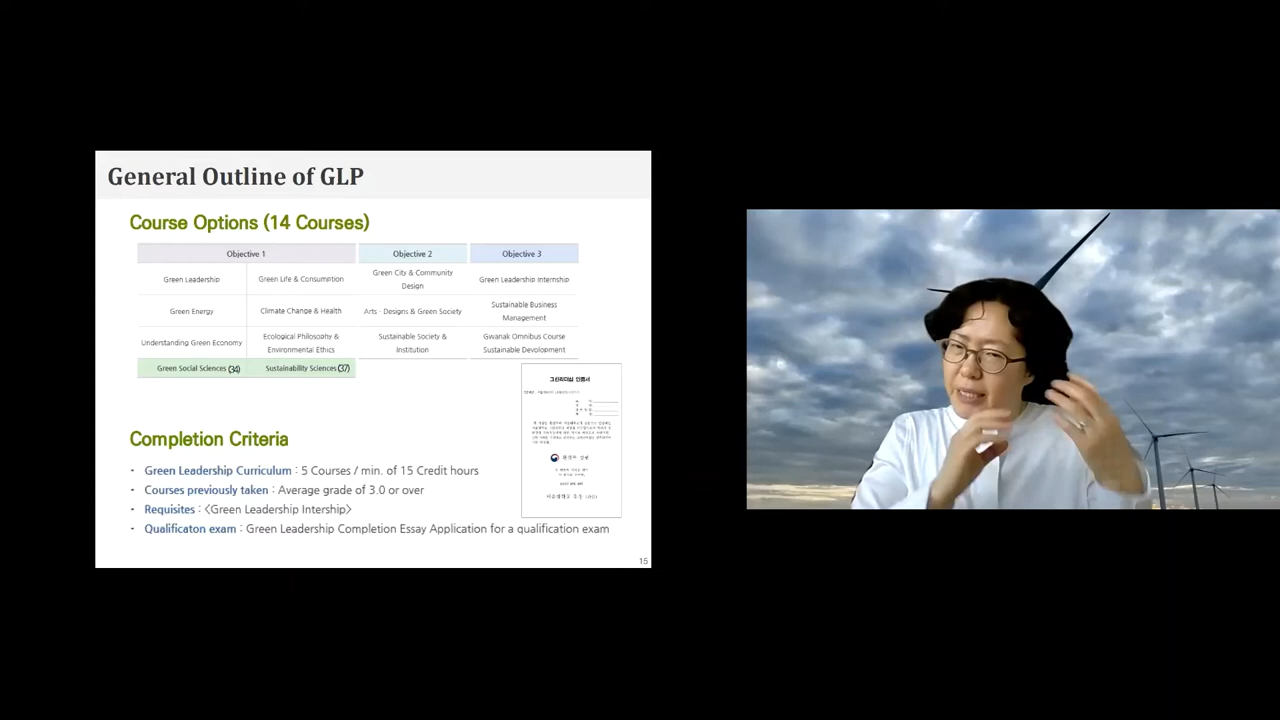 General Outline of GLP
Course Options (14 Courses)
Objective 1
Objective 2
Objective 3
Green Leadership
Green Life & Consumption
Green City & Community
Design
Green Leadership Internship
Green Energy
Climate Change & Health
Arts · Designs & Green Society
Sustainable Business
Management
Understanding Green Economy
Ecological Philosophy &
Environmental Ethics
Sustainable Society &
Institution
Gwanak Omnibus Course
Sustainable Development
Green Social Sciences (34)
Sustainability Sciences (37)
그린리더십 인증서
Completion Criteria
- Green Leadership Curriculum : 5 Courses / min. of 15 Credit hours
- Courses previously taken : Average grade of 3.0 or over
- Requisites : <Green Leadership Intership>
- Qualificaton exam : Green Leadership Completion Essay Application for a qualification exam
15